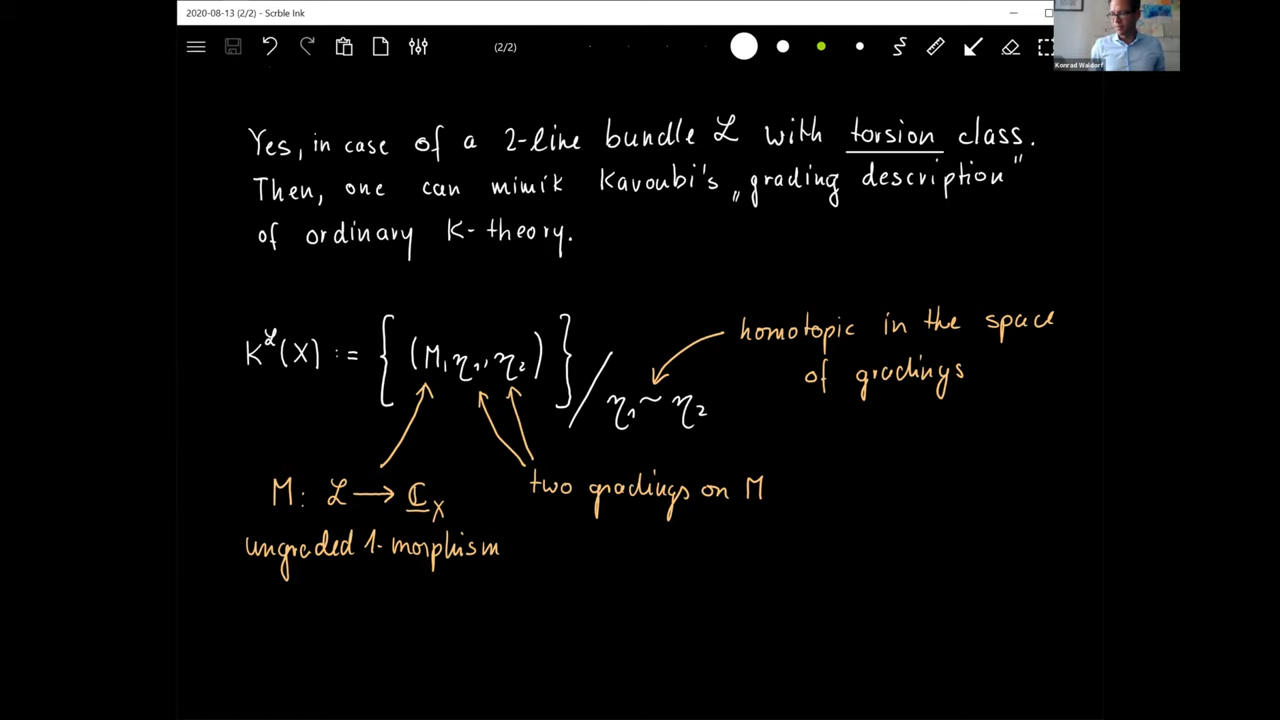 2020-08-13 (2/2) - Scrble Ink
(2/2)
Konrad Waldorf
Yes, in case of a 2-line bundle ℒ with torsion class.
Then, one can mimik Karoubi's „grading description"
of ordinary K-theory.
K^ℒ(X) := { (M, η₁, η₂) } / η₁ ~ η₂
homotopic in the space
of gradings
M: ℒ → ℂ_X
two gradings on M
ungraded 1-morphism